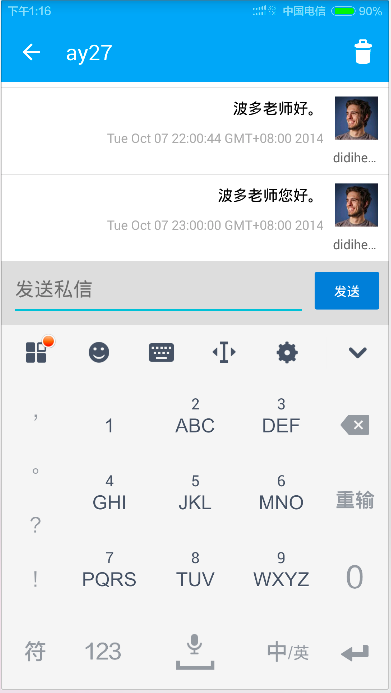 下午1:16 中国电信 90%
ay27
波多老师好。
Tue Oct 07 22:00:44 GMT+08:00 2014
didihe…
波多老师您好。
Tue Oct 07 23:00:00 GMT+08:00 2014
didihe…
发送私信 发送
，
1
2
ABC
3
DEF
。
4
GHI
5
JKL
6
MNO
重输
？
！
7
PQRS
8
TUV
9
WXYZ
0
符 123 中/英